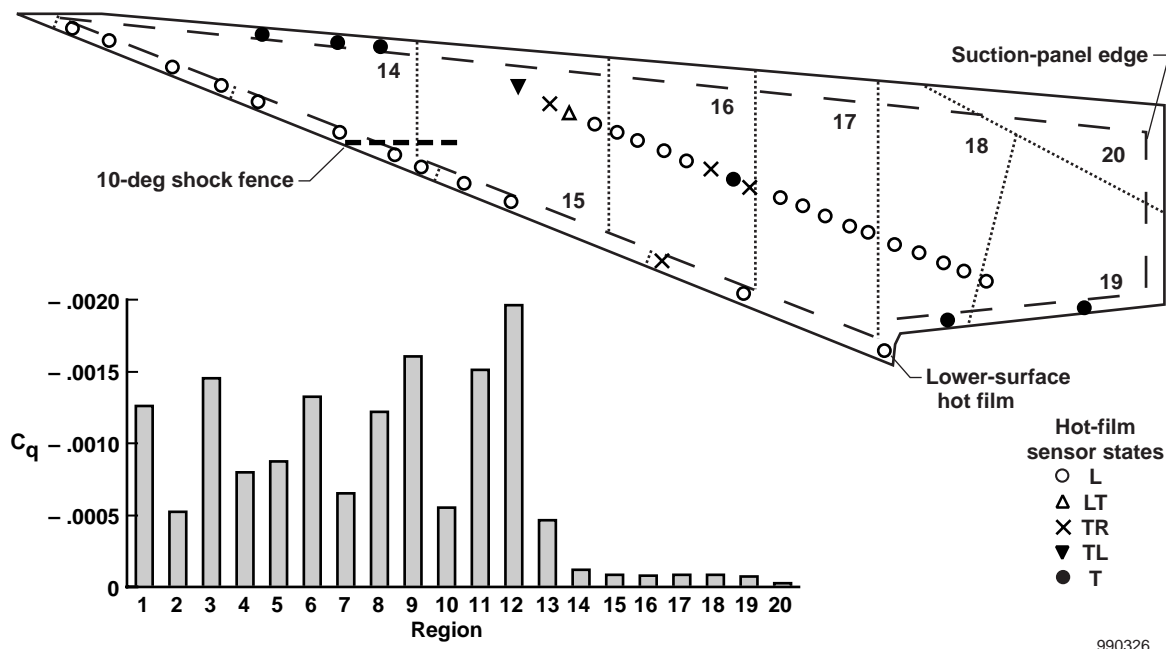 14
16
17
18
20
Suction-panel edge
10-deg shock fence
15
19
Lower-surface
hot film
Hot-film
sensor states
L
LT
TR
TL
T
– .0020
– .0015
– .0010
– .0005
0
Cq
1 2 3 4 5 6 7 8 9 10 11 12 13 14 15 16 17 18 19 20
Region
990326